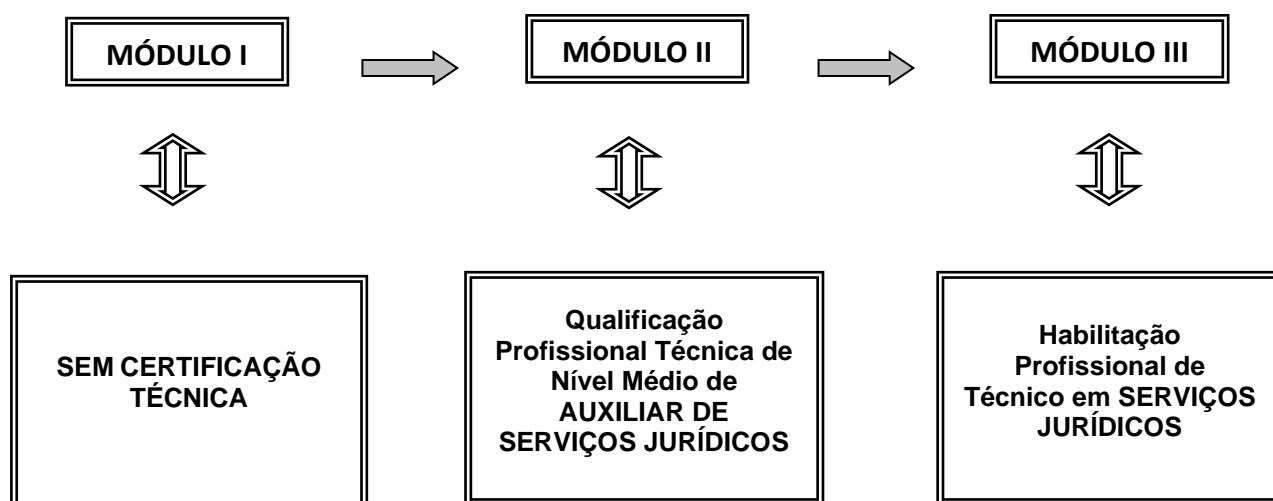 MÓDULO I
MÓDULO II
MÓDULO III
SEM CERTIFICAÇÃO
TÉCNICA
Qualificação
Profissional Técnica de
Nível Médio de
AUXILIAR DE
SERVIÇOS JURÍDICOS
Habilitação
Profissional de
Técnico em SERVIÇOS
JURÍDICOS